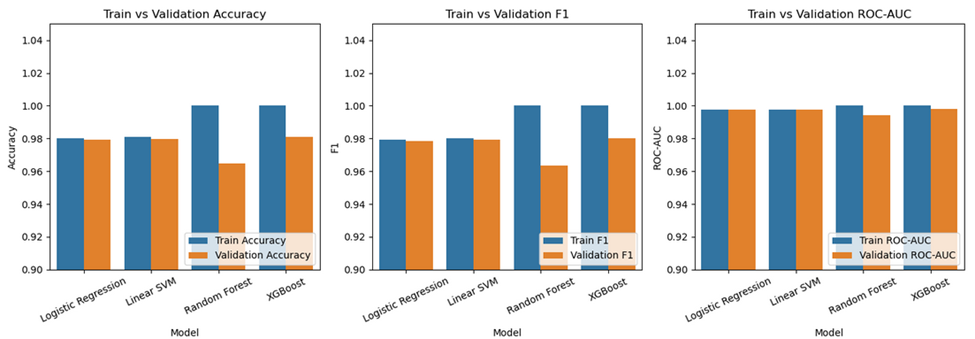 Train vs Validation Accuracy
1.04
1.02
1.00
0.98
0.96
0.94
0.92
0.90
Accuracy
Train Accuracy
Validation Accuracy
Logistic Regression
Linear SVM
Random Forest
XGBoost
Model
Train vs Validation F1
1.04
1.02
1.00
0.98
0.96
0.94
0.92
0.90
F1
Train F1
Validation F1
Logistic Regression
Linear SVM
Random Forest
XGBoost
Model
Train vs Validation ROC-AUC
1.04
1.02
1.00
0.98
0.96
0.94
0.92
0.90
ROC-AUC
Train ROC-AUC
Validation ROC-AUC
Logistic Regression
Linear SVM
Random Forest
XGBoost
Model